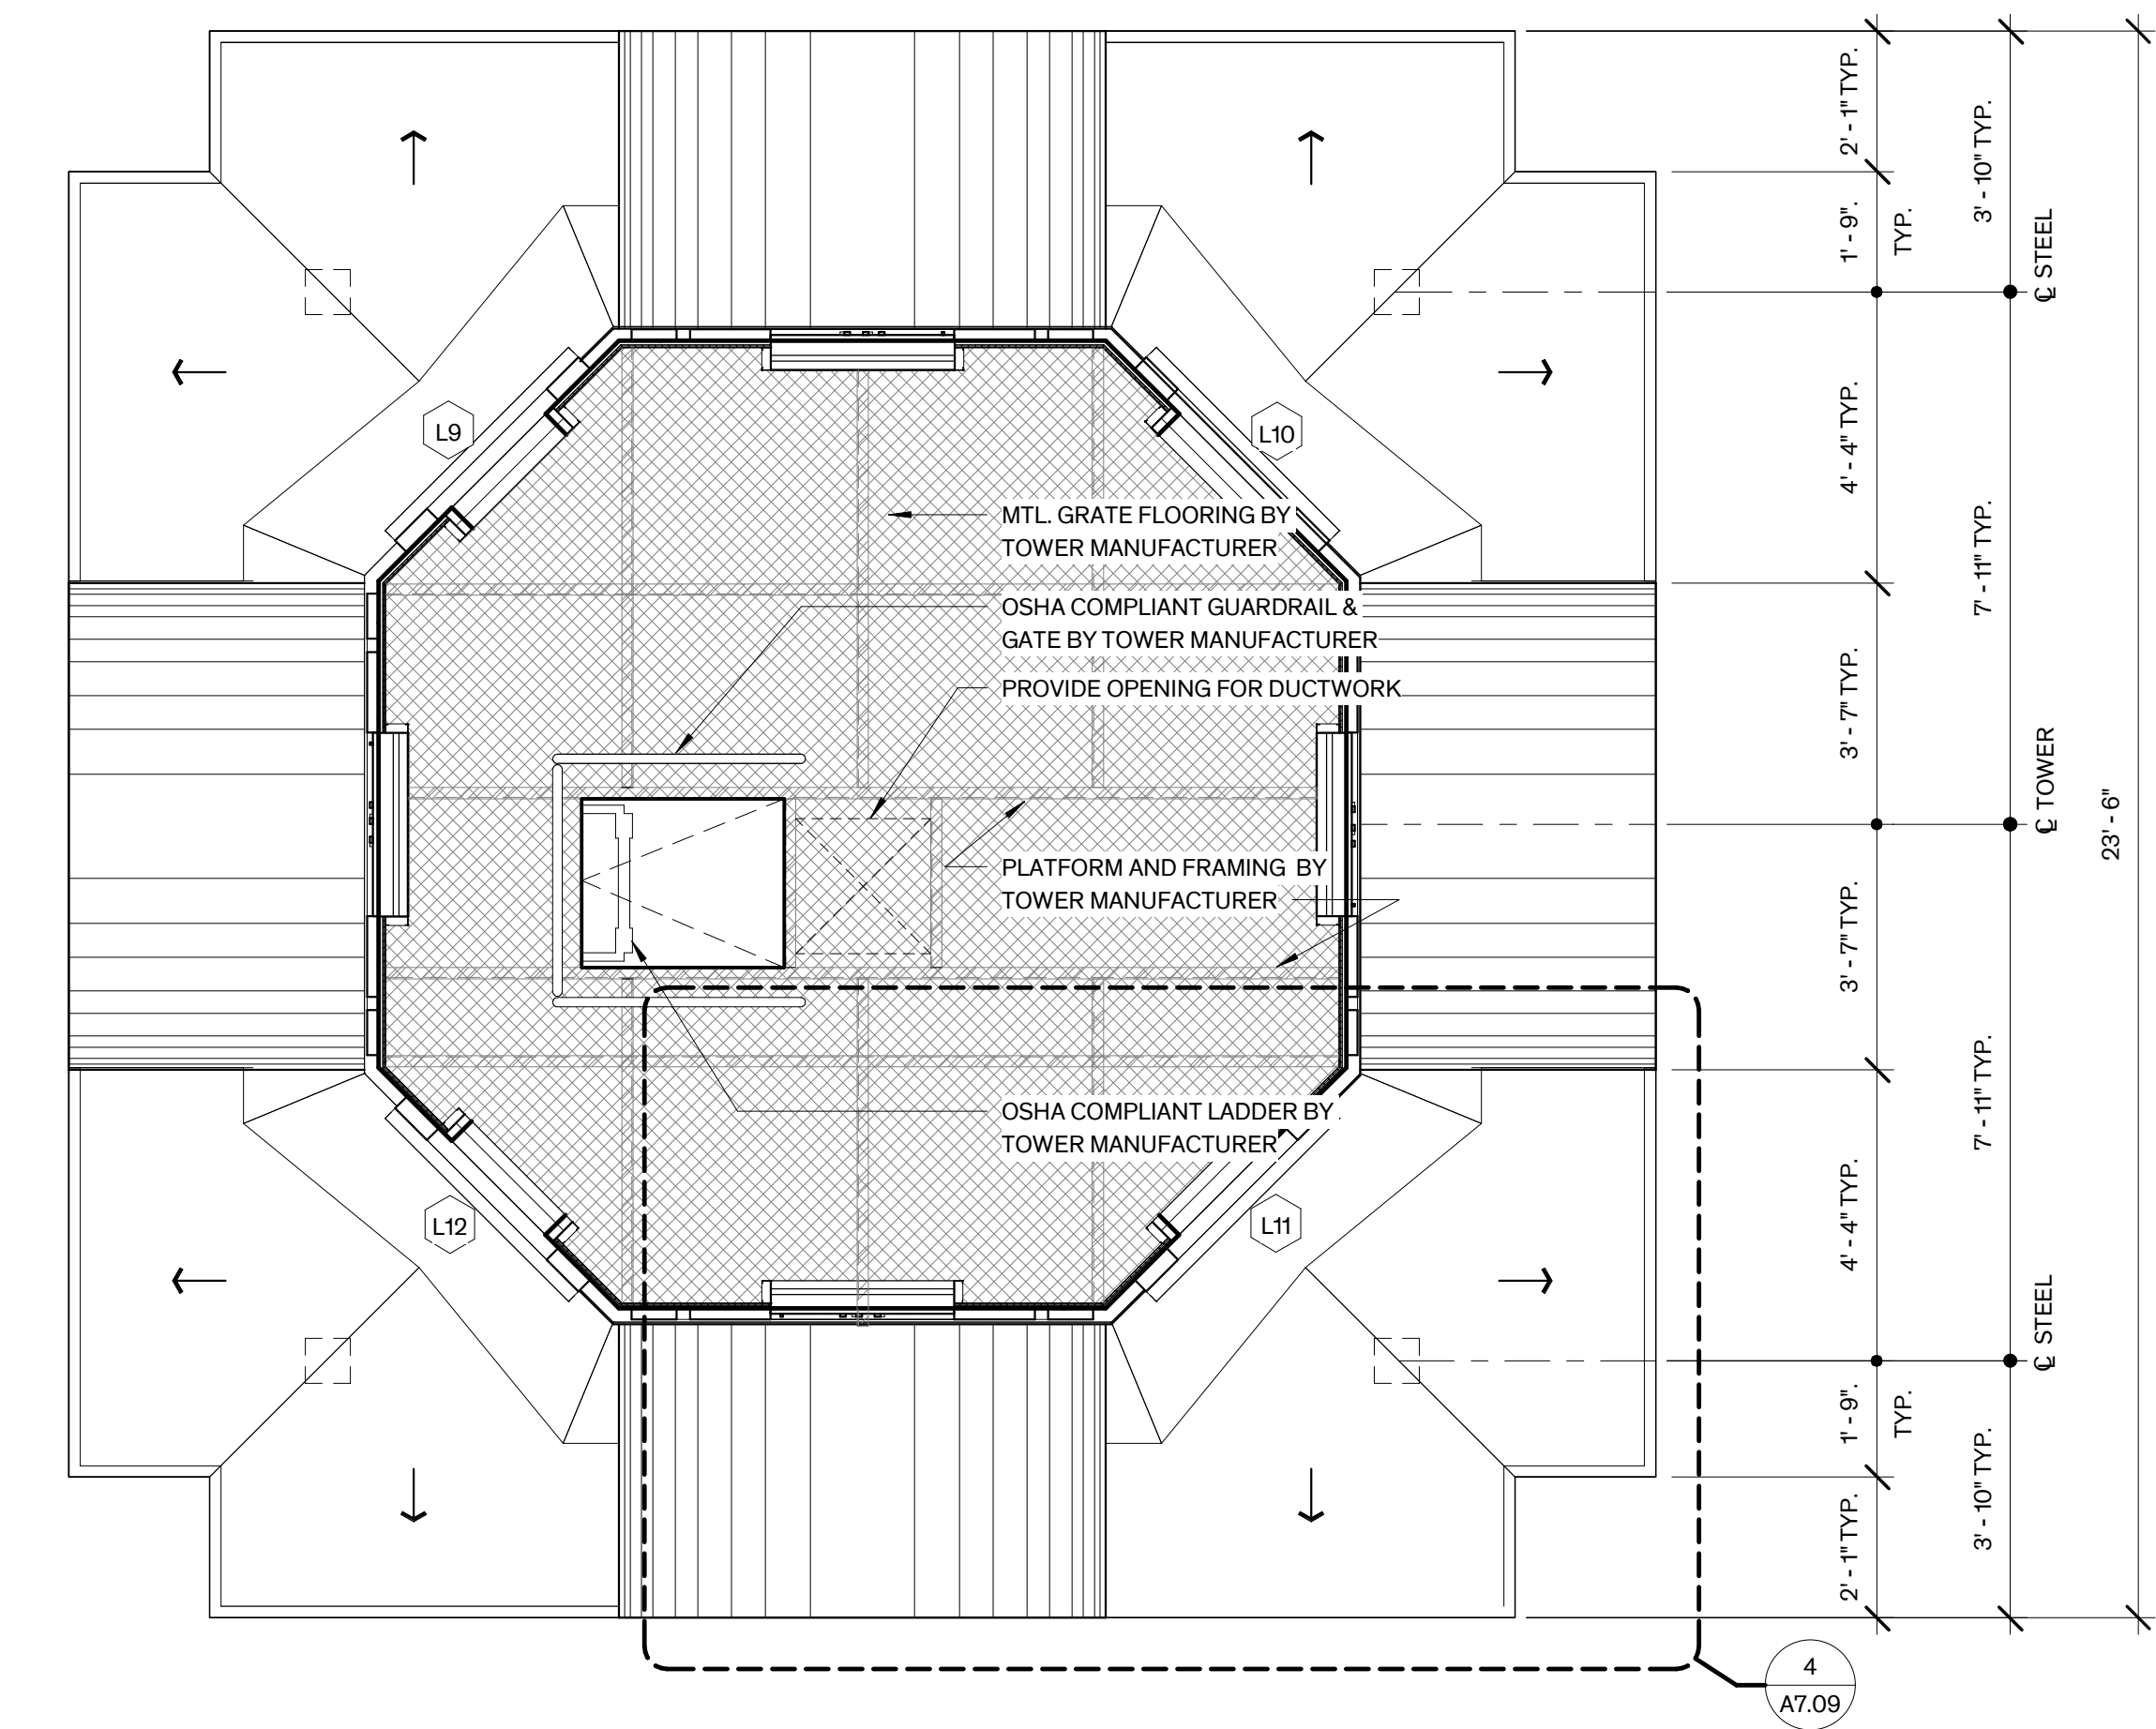 L9
L10
MTL. GRATE FLOORING BY
TOWER MANUFACTURER
OSHA COMPLIANT GUARDRAIL &
GATE BY TOWER MANUFACTURER
PROVIDE OPENING FOR DUCTWORK
PLATFORM AND FRAMING BY
TOWER MANUFACTURER
OSHA COMPLIANT LADDER BY
TOWER MANUFACTURER
L12
L11
2' - 1" TYP.
1' - 9".
TYP.
4' - 4" TYP.
3' - 7" TYP.
3' - 7" TYP.
4' - 4" TYP.
1' - 9".
TYP.
2' - 1" TYP.
3' - 10" TYP.
7' - 11" TYP.
7' - 11" TYP.
3' - 10" TYP.
℄ STEEL
℄ TOWER
℄ STEEL
23' - 6"
4
A7.09